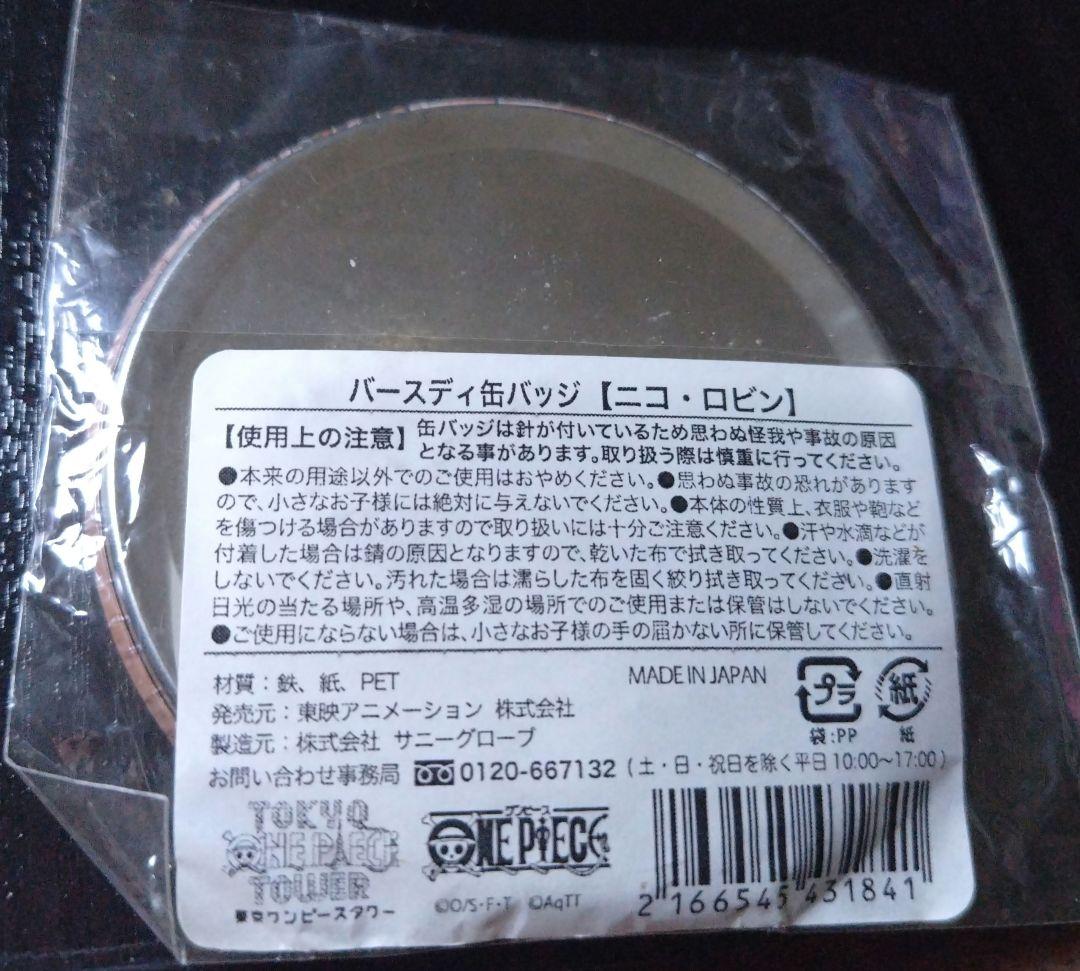 バースディ缶バッジ【ニコ・ロビン】
【使用上の注意】缶バッジは針が付いているため思わぬ怪我や事故の原因
となる事があります。取り扱う際は慎重に行ってください。
●本来の用途以外でのご使用はおやめください。●思わぬ事故の恐れがあります
ので、小さなお子様には絶対に与えないでください。●本体の性質上、衣服や鞄など
を傷つける場合がありますので取り扱いには十分ご注意ください。●汗や水滴などが
付着した場合は錆の原因となりますので、乾いた布で拭き取ってください。●洗濯を
しないでください。汚れた場合は濡らした布を固く絞り拭き取ってください。●直射
日光の当たる場所や、高温多湿の場所でのご使用または保管はしないでください。
●ご使用にならない場合は、小さなお子様の手の届かない所に保管してください。
材質：鉄、紙、PET
MADE IN JAPAN
発売元：東映アニメーション 株式会社
製造元：株式会社 サニーグローブ
プラ
紙
袋:PP
紙
お問い合わせ事務局 0120-667132（土・日・祝日を除く平日10:00〜17:00）
TOKYO
ONE PIECE
TOWER
東京ワンピースタワー
ワンピース
ONE PIECE
©O/S・F・T ©AqTT
2166545431841